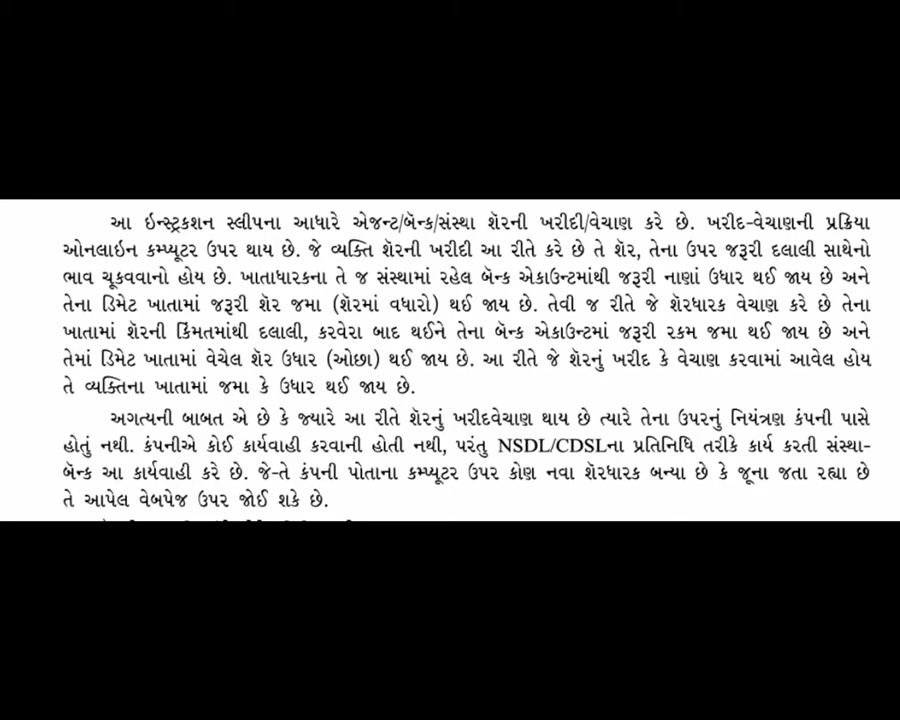 આ ઇન્સ્ટ્રક્શન સ્લીપના આધારે એજન્ટ/બૅન્ક/સંસ્થા શૅરની ખરીદી/વેચાણ કરે છે. ખરીદ-વેચાણની પ્રક્રિયા
ઓનલાઇન કમ્પ્યૂટર ઉપર થાય છે. જે વ્યક્તિ શૅરની ખરીદી આ રીતે કરે છે તે શૅર, તેના ઉપર જરૂરી દલાલી સાથેનો
ભાવ ચૂકવવાનો હોય છે. ખાતાધારકના તે જ સંસ્થામાં રહેલ બૅન્ક એકાઉન્ટમાંથી જરૂરી નાણાં ઉધાર થઈ જાય છે અને
તેના ડિમેટ ખાતામાં જરૂરી શૅર જમા (શૅરમાં વધારો) થઈ જાય છે. તેવી જ રીતે જે શૅરધારક વેચાણ કરે છે તેના
ખાતામાં શૅરની કિંમતમાંથી દલાલી, કરવેરા બાદ થઈને તેના બૅન્ક એકાઉન્ટમાં જરૂરી રકમ જમા થઈ જાય છે અને
તેમાં ડિમેટ ખાતામાં વેચેલ શૅર ઉધાર (ઓછા) થઈ જાય છે. આ રીતે જે શૅરનું ખરીદ કે વેચાણ કરવામાં આવેલ હોય
તે વ્યક્તિના ખાતામાં જમા કે ઉધાર થઈ જાય છે.
અગત્યની બાબત એ છે કે જ્યારે આ રીતે શૅરનું ખરીદવેચાણ થાય છે ત્યારે તેના ઉપરનું નિયંત્રણ કંપની પાસે
હોતું નથી. કંપનીએ કોઈ કાર્યવાહી કરવાની હોતી નથી, પરંતુ NSDL/CDSLના પ્રતિનિધિ તરીકે કાર્ય કરતી સંસ્થા-
બૅન્ક આ કાર્યવાહી કરે છે. જે-તે કંપની પોતાના કમ્પ્યૂટર ઉપર કોણ નવા શૅરધારક બન્યા છે કે જૂના જતા રહ્યા છે
તે આપેલ વેબપેજ ઉપર જોઈ શકે છે.